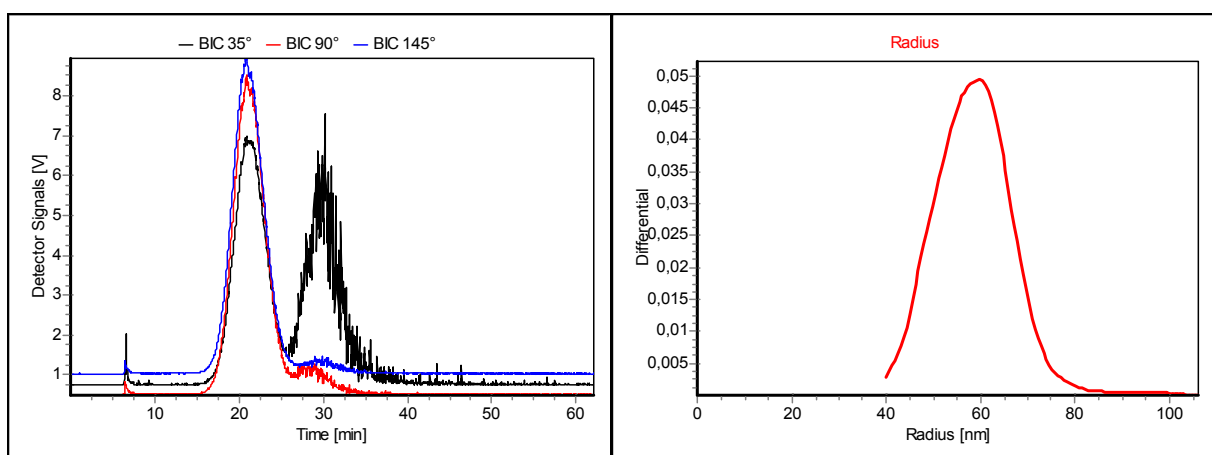 BIC 35° BIC 90° BIC 145°
Detector Signals [V]
8
7
6
5
4
3
2
1
10 20 30 40 50 60
Time [min]
Radius
Differential
0,05
0,045
0,04
0,035
0,03
0,025
0,02
0,015
0,01
0,005
0 20 40 60 80 100
Radius [nm]